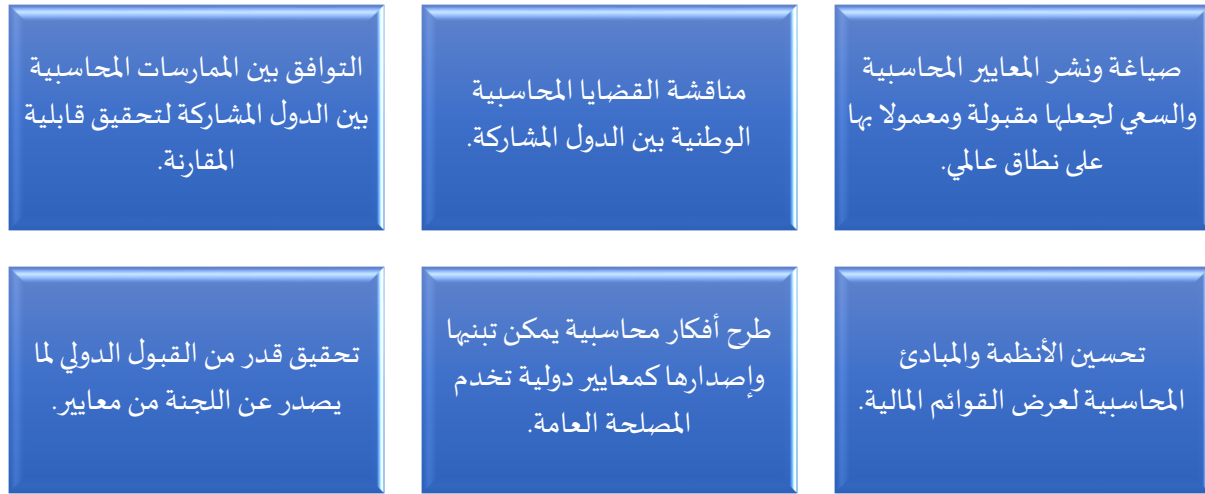 صياغة ونشر المعايير المحاسبية
والسعي لجعلها مقبولة ومعمولا بها
على نطاق عالمي.
مناقشة القضايا المحاسبية
الوطنية بين الدول المشاركة.
التوافق بين الممارسات المحاسبية
بين الدول المشاركة لتحقيق قابلية
المقارنة.
تحسين الأنظمة والمبادئ
المحاسبية لعرض القوائم المالية.
طرح أفكار محاسبية يمكن تبنيها
وإصدارها كمعايير دولية تخدم
المصلحة العامة.
تحقيق قدر من القبول الدولي لما
يصدر عن اللجنة من معايير.